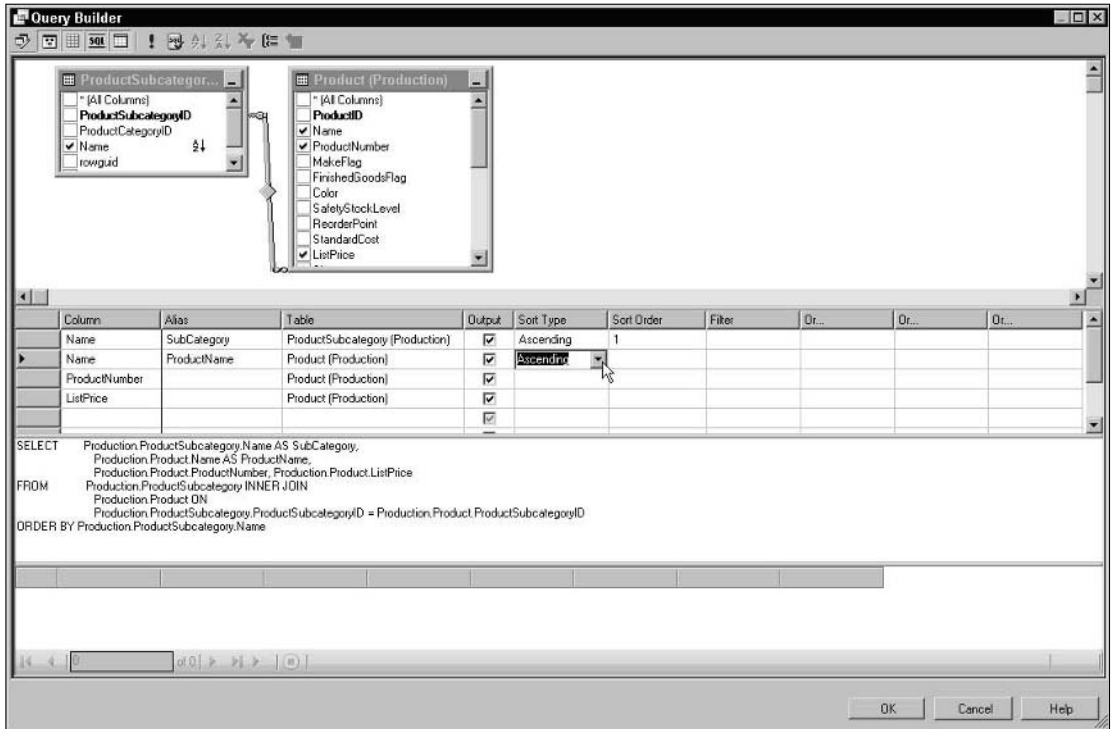 Query Builder
SQL
ProductSubcategor...
* (All Columns)
ProductSubcategoryID
ProductCategoryID
Name
rowguid
Product (Production)
* (All Columns)
ProductID
Name
ProductNumber
MakeFlag
FinishedGoodsFlag
Color
SafetyStockLevel
ReorderPoint
StandardCost
ListPrice
Column Alias Table Output Sort Type Sort Order Filter Or... Or... Or...
Name SubCategory ProductSubcategory (Production) Ascending 1
Name ProductName Product (Production) Ascending
ProductNumber Product (Production)
ListPrice Product (Production)
SELECT Production.ProductSubcategory.Name AS SubCategory,
Production.Product.Name AS ProductName,
Production.Product.ProductNumber, Production.Product.ListPrice
FROM Production.ProductSubcategory INNER JOIN
Production.Product ON
Production.ProductSubcategory.ProductSubcategoryID = Production.Product.ProductSubcategoryID
ORDER BY Production.ProductSubcategory.Name
0 of 0
OK Cancel Help